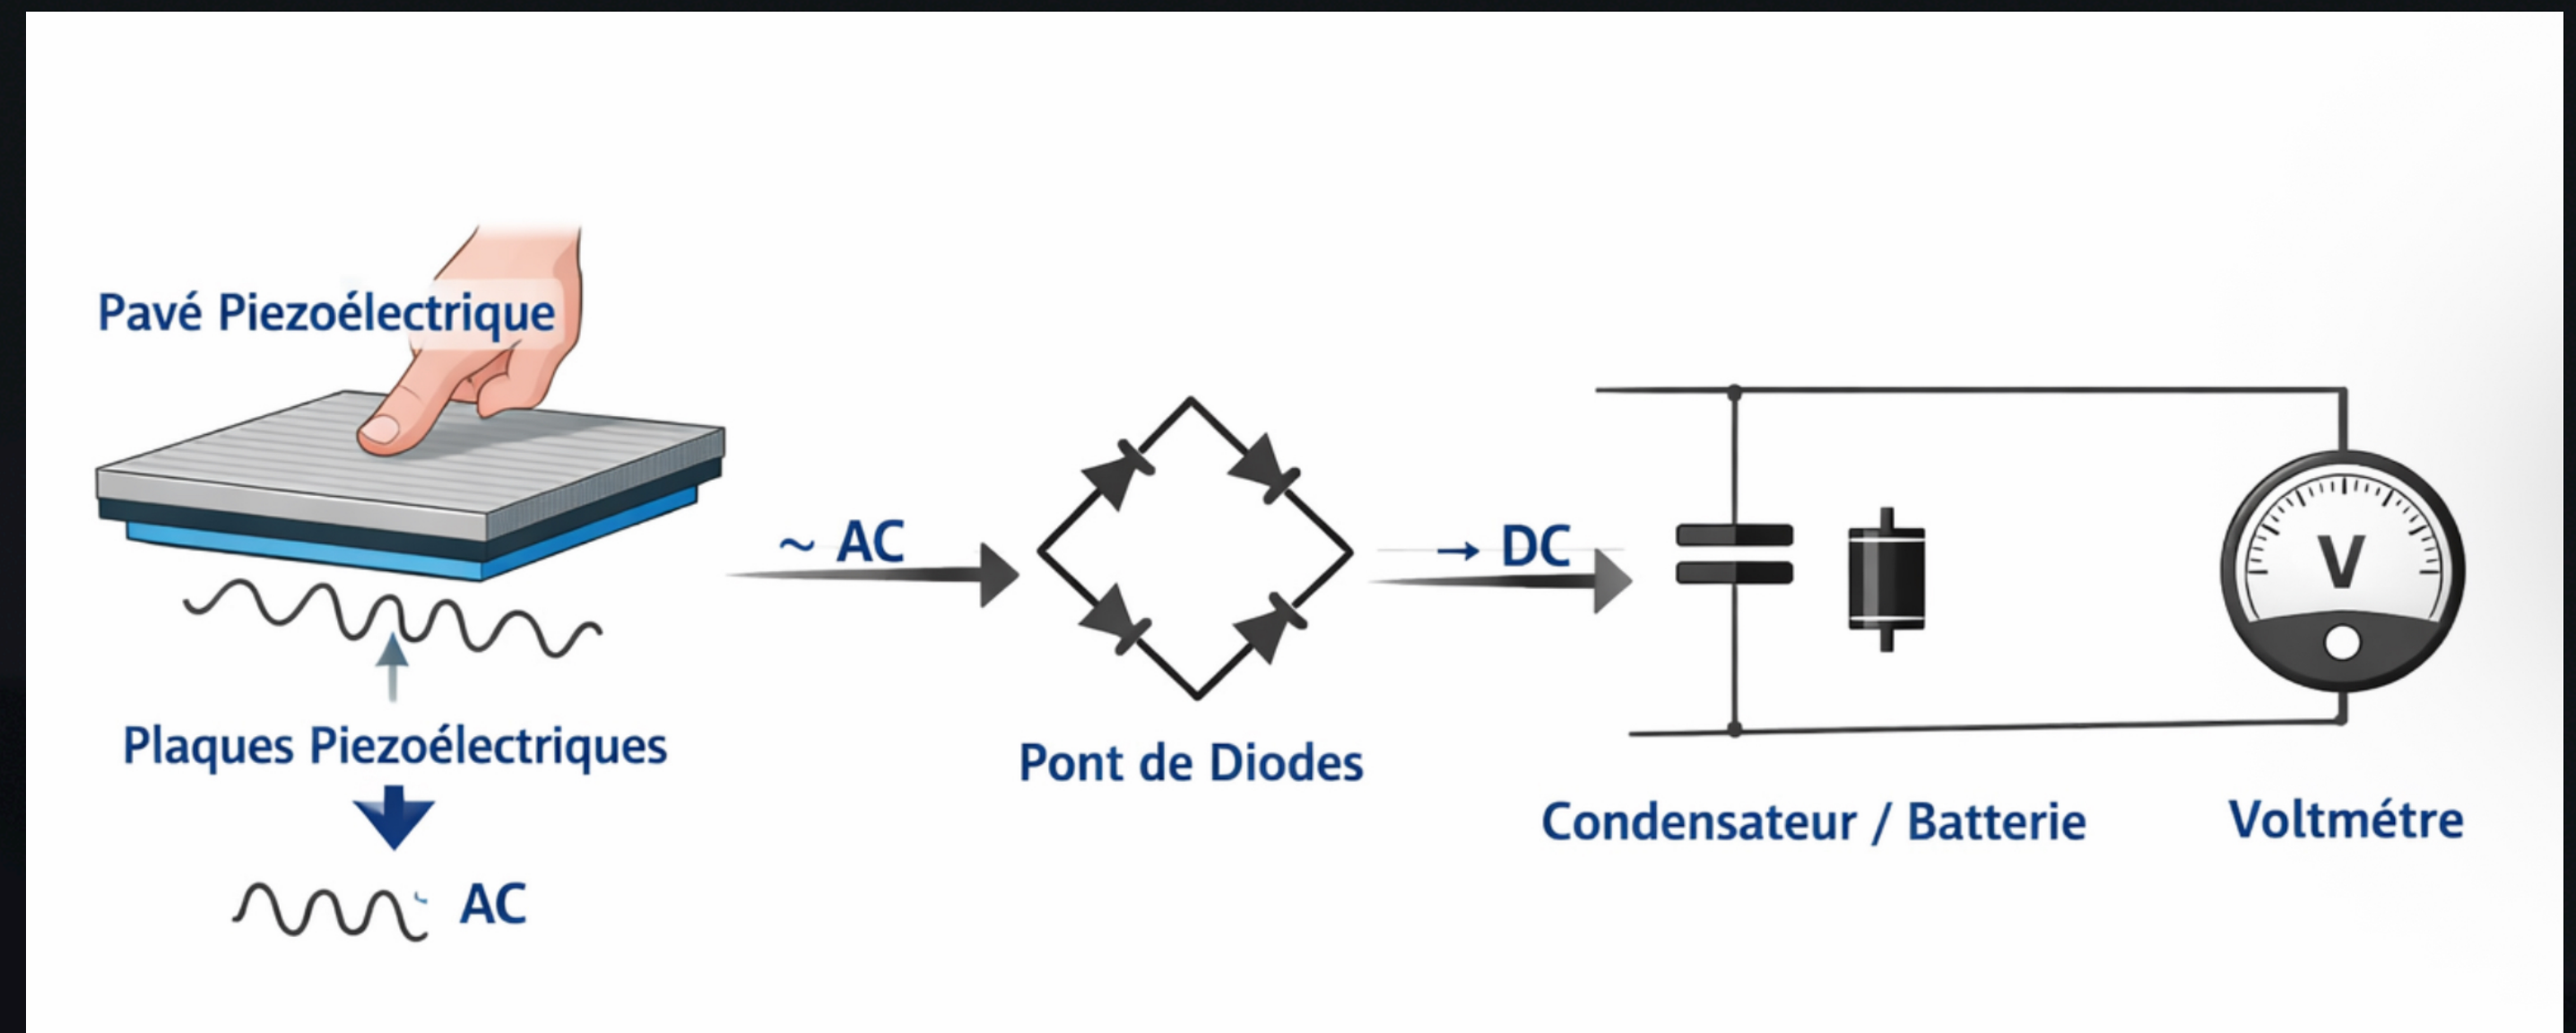 Pavé Piezoélectrique
~ AC
→ DC
V
Plaques Piezoélectriques
Pont de Diodes
Condensateur / Batterie
Voltmétre
AC